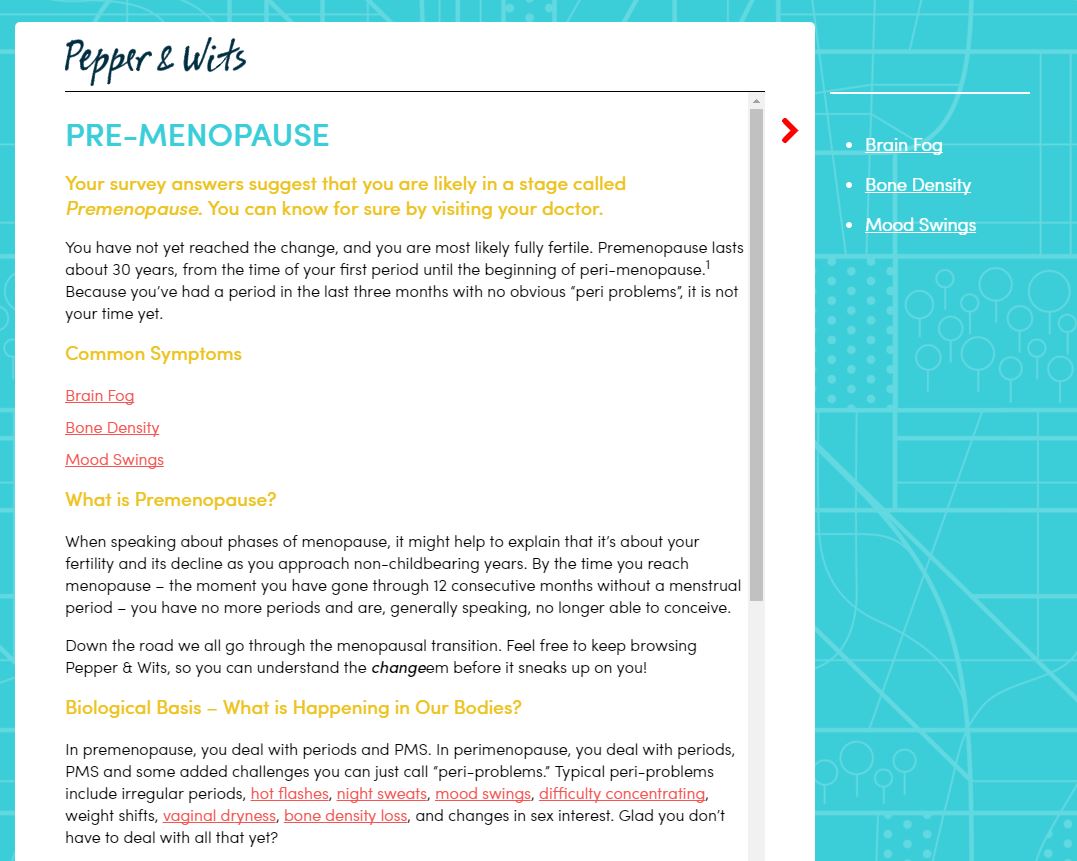 Pepper & Wits
PRE-MENOPAUSE
Your survey answers suggest that you are likely in a stage called
Premenopause. You can know for sure by visiting your doctor.
You have not yet reached the change, and you are most likely fully fertile. Premenopause lasts
about 30 years, from the time of your first period until the beginning of peri-menopause.¹
Because you’ve had a period in the last three months with no obvious “peri problems”, it is not
your time yet.
Common Symptoms
Brain Fog
Bone Density
Mood Swings
What is Premenopause?
When speaking about phases of menopause, it might help to explain that it’s about your
fertility and its decline as you approach non-childbearing years. By the time you reach
menopause – the moment you have gone through 12 consecutive months without a menstrual
period – you have no more periods and are, generally speaking, no longer able to conceive.
Down the road we all go through the menopausal transition. Feel free to keep browsing
Pepper & Wits, so you can understand the changeem before it sneaks up on you!
Biological Basis – What is Happening in Our Bodies?
In premenopause, you deal with periods and PMS. In perimenopause, you deal with periods,
PMS and some added challenges you can just call “peri-problems.” Typical peri-problems
include irregular periods, hot flashes, night sweats, mood swings, difficulty concentrating,
weight shifts, vaginal dryness, bone density loss, and changes in sex interest. Glad you don’t
have to deal with all that yet?
• Brain Fog
• Bone Density
• Mood Swings